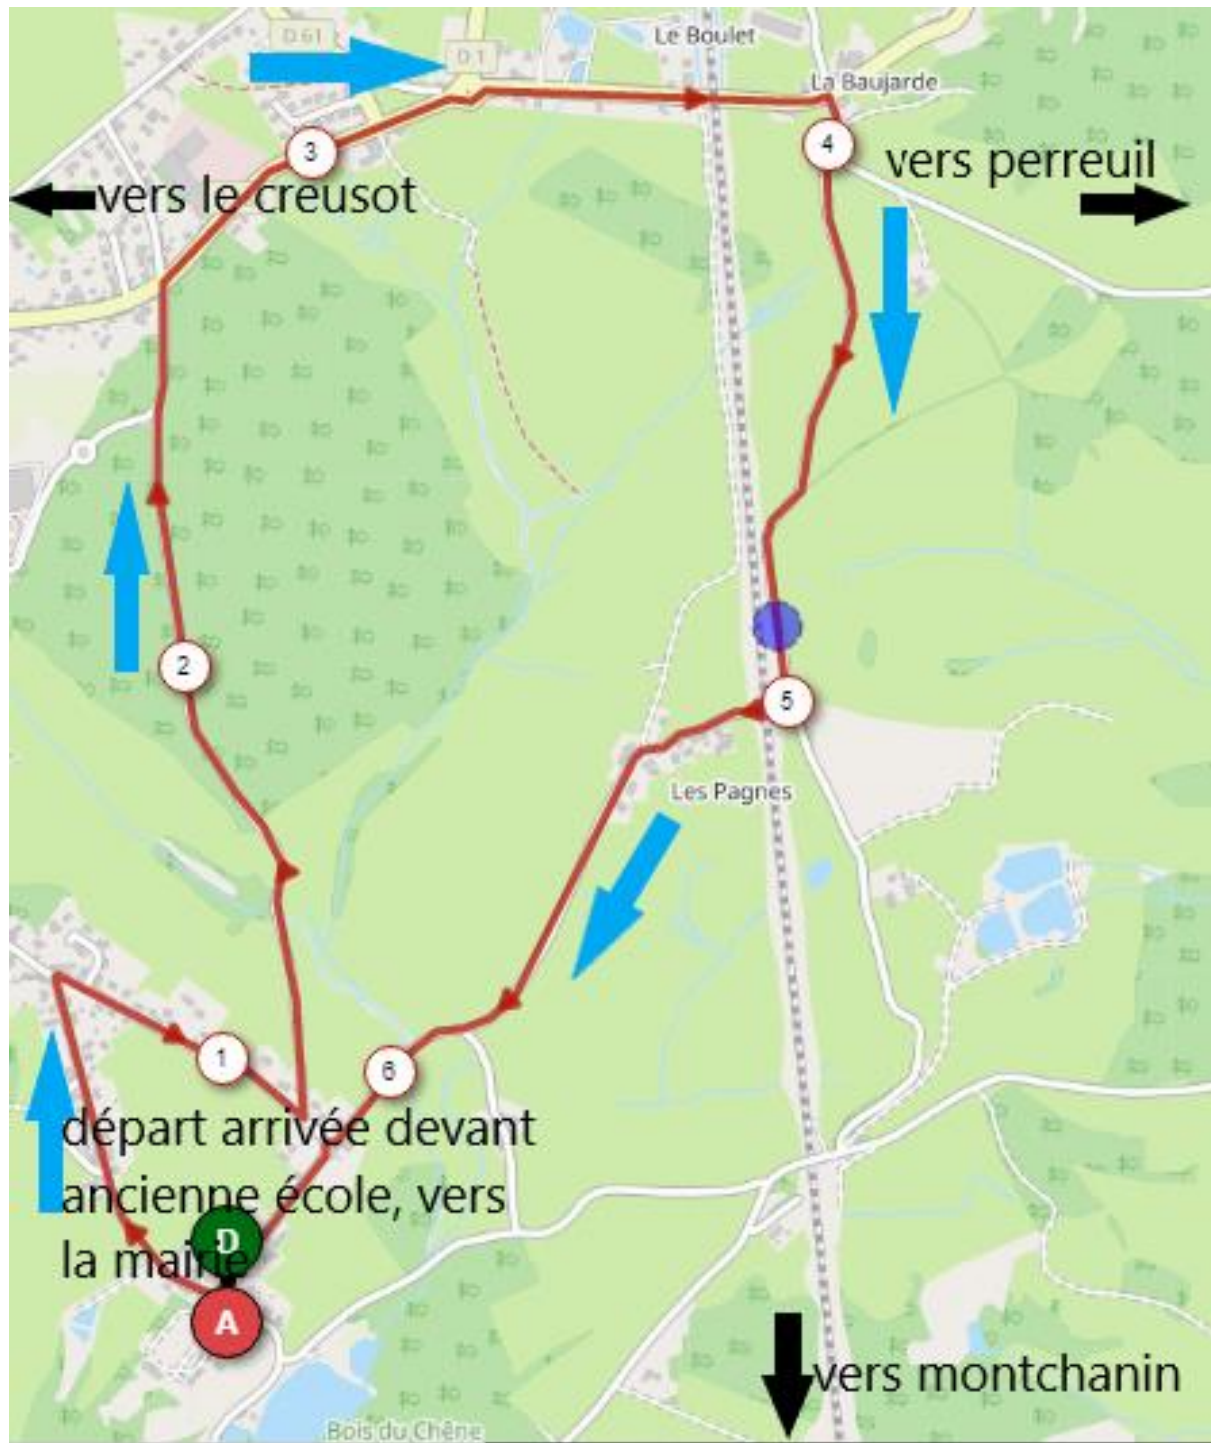 D 61
D 1
Le Boulet
La Baujarde
3
4
vers perreuil
vers le creusot
2
5
Les Pagnes
1
6
départ arrivée devant
ancienne école, vers
la mairie
D
A
vers montchanin
Bois du Chêne